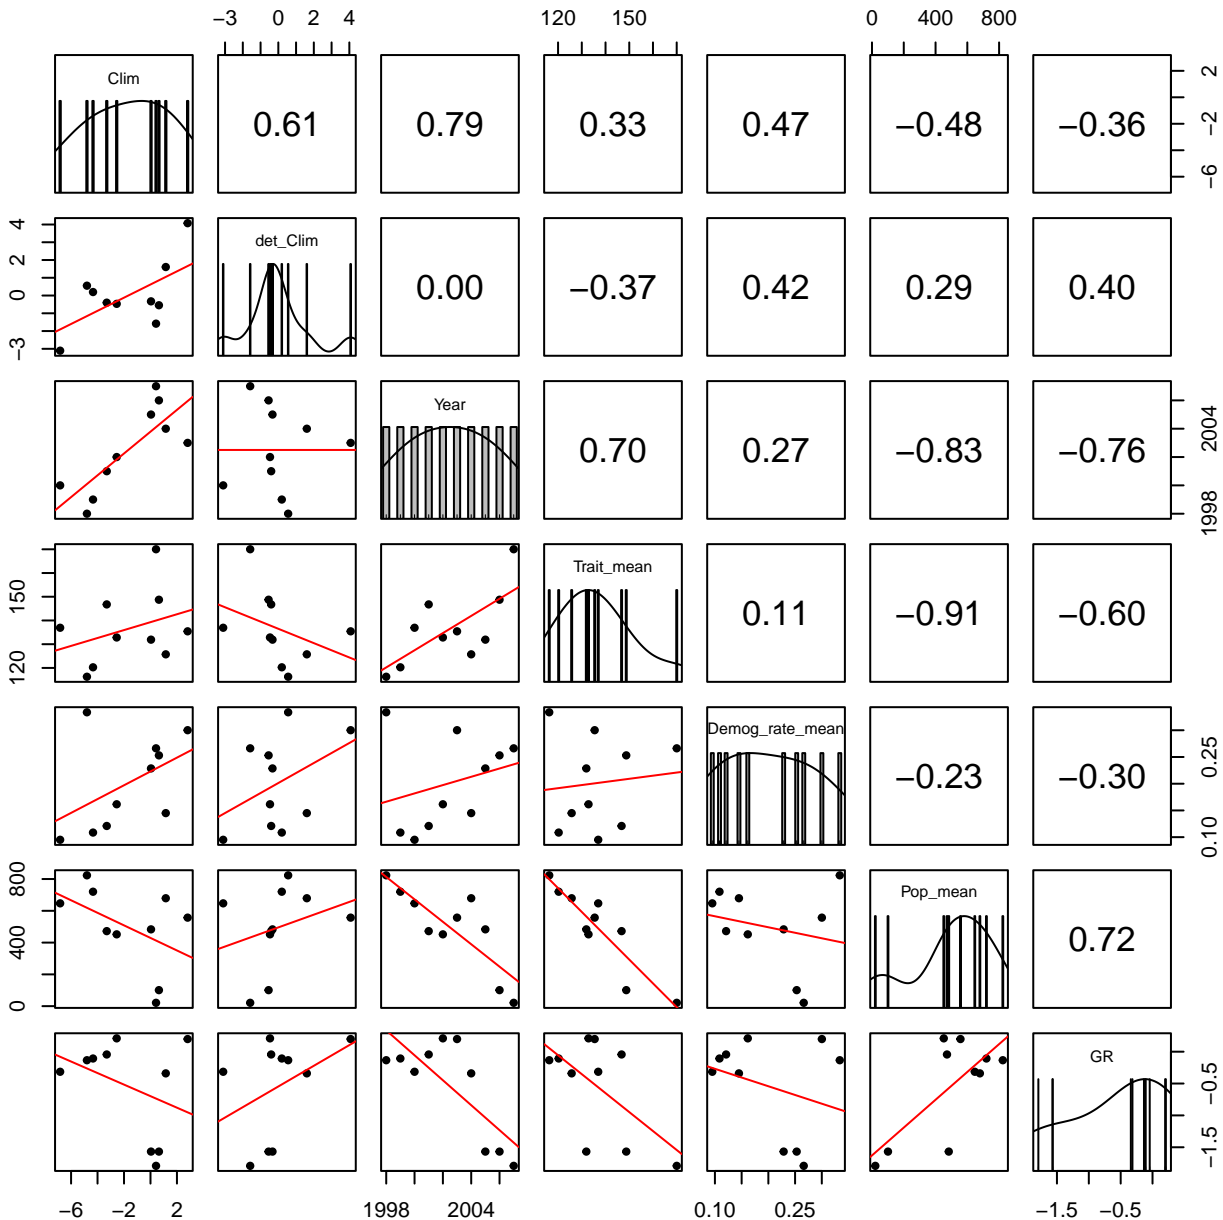 −3 0 2 4 120 150 0 400 800
Clim 0.61 0.79 0.33 0.47 −0.48 −0.36 −6 −2 2
−3 0 2 4 det_Clim 0.00 −0.37 0.42 0.29 0.40
Year 0.70 0.27 −0.83 −0.76 1998 2004
120 150 Trait_mean 0.11 −0.91 −0.60
Demog_rate_mean −0.23 −0.30 0.10 0.25
0 400 800 Pop_mean 0.72
GR −1.5 −0.5
−6 −2 2 1998 2004 0.10 0.25 −1.5 −0.5